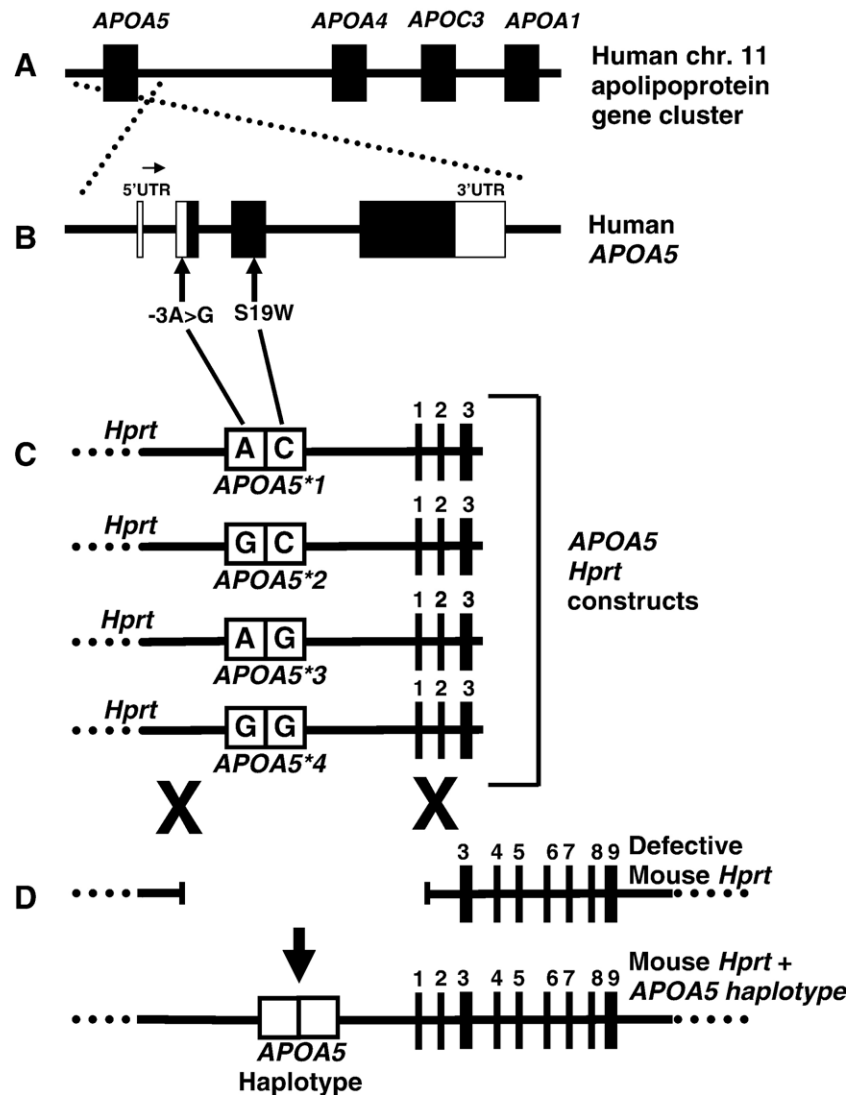 APOA5 APOA4 APOC3 APOA1
A
Human chr. 11
apolipoprotein
gene cluster
5'UTR 3'UTR
B
Human
APOA5
-3A>G S19W
C
Hprt A C 1 2 3
APOA5*1
Hprt G C 1 2 3
APOA5*2
Hprt A G 1 2 3
APOA5*3
Hprt G G 1 2 3
APOA5*4
APOA5
Hprt
constructs
X X
D
3 4 5 6 7 8 9
Defective
Mouse Hprt
1 2 3 4 5 6 7 8 9
Mouse Hprt +
APOA5 haplotype
APOA5
Haplotype